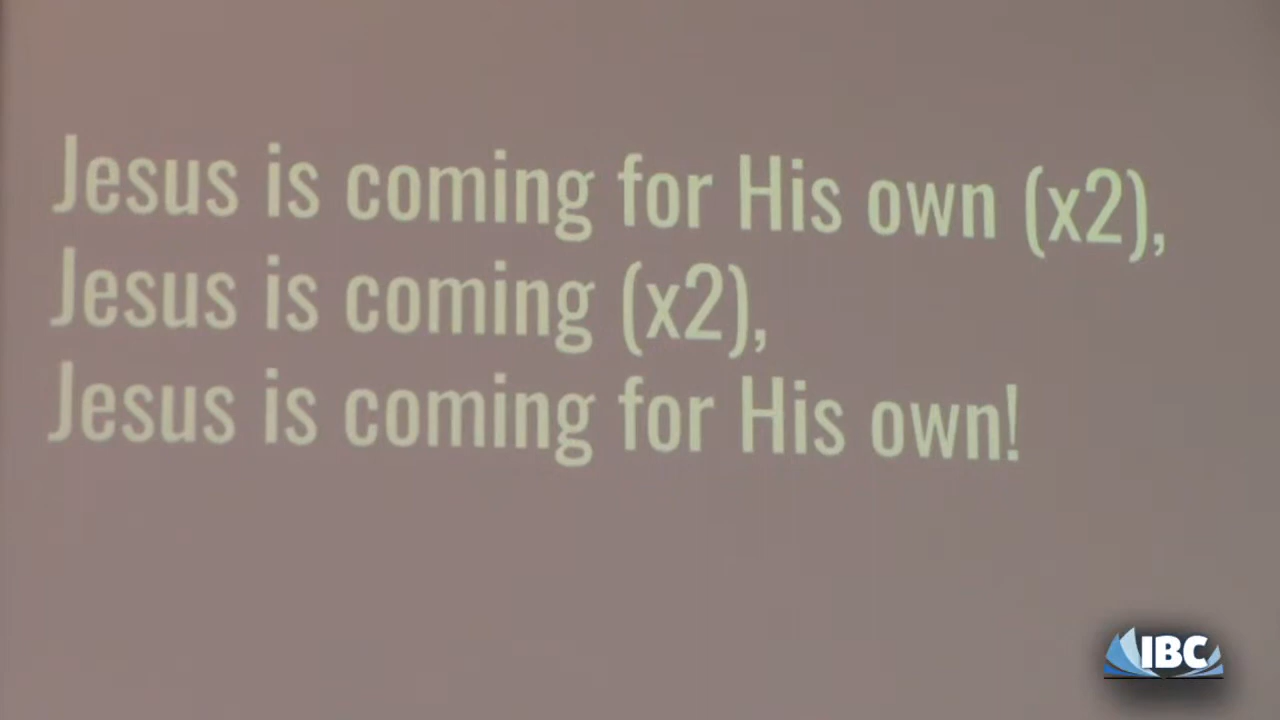 Jesus is coming for His own (x2),
Jesus is coming (x2),
Jesus is coming for His own!
IBC